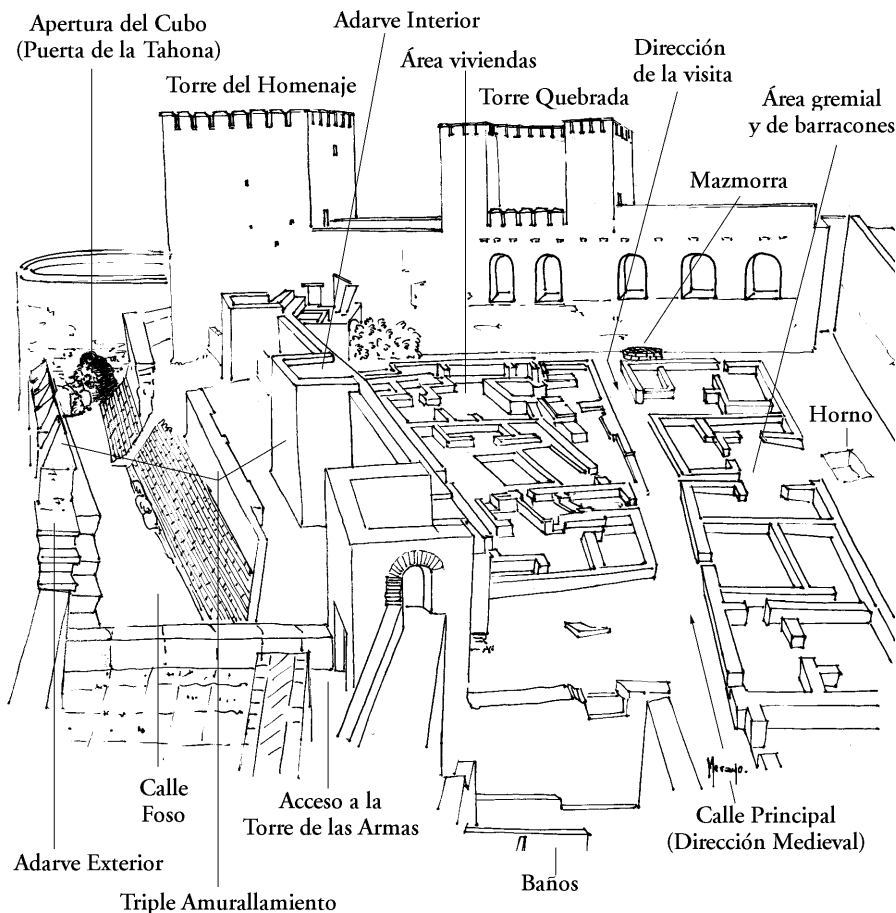 Apertura del Cubo
(Puerta de la Tahona)
Adarve Interior
Torre del Homenaje
Área viviendas
Torre Quebrada
Dirección
de la visita
Área gremial
y de barracones
Mazmorra
Horno
Calle
Foso
Acceso a la
Torre de las Armas
Calle Principal
(Dirección Medieval)
Adarve Exterior
Triple Amurallamiento
Baños